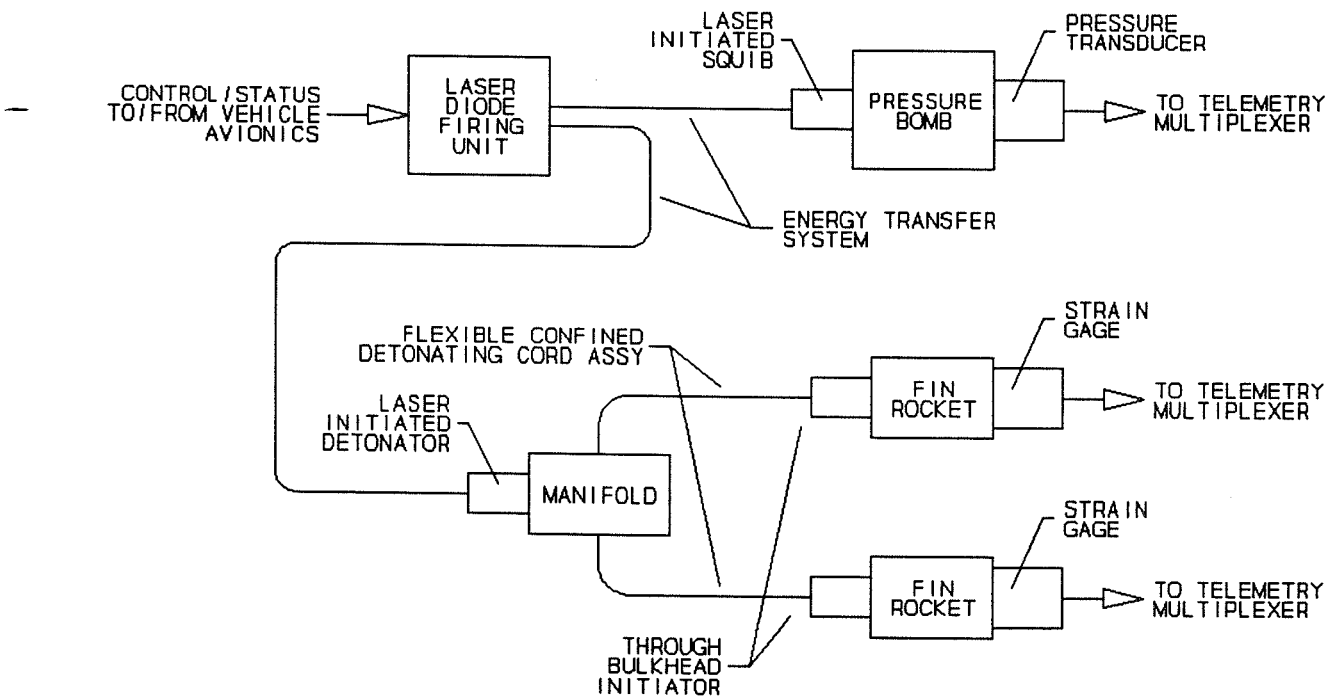 CONTROL/STATUS
TO/FROM VEHICLE
AVIONICS
LASER
DIODE
FIRING
UNIT
LASER
INITIATED
SQUIB
PRESSURE
BOMB
PRESSURE
TRANSDUCER
TO TELEMETRY
MULTIPLEXER
ENERGY TRANSFER
SYSTEM
FLEXIBLE CONFINED
DETONATING CORD ASSY
LASER
INITIATED
DETONATOR
MANIFOLD
FIN
ROCKET
STRAIN
GAGE
TO TELEMETRY
MULTIPLEXER
FIN
ROCKET
STRAIN
GAGE
TO TELEMETRY
MULTIPLEXER
THROUGH
BULKHEAD
INITIATOR